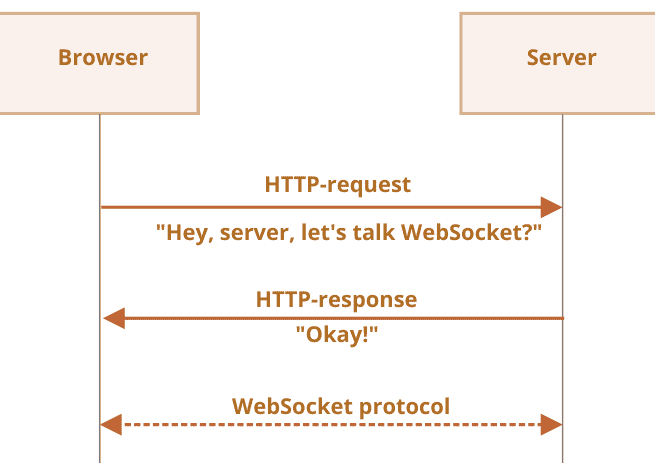 Browser
Server
HTTP-request
"Hey, server, let's talk WebSocket?"
HTTP-response
"Okay!"
WebSocket protocol